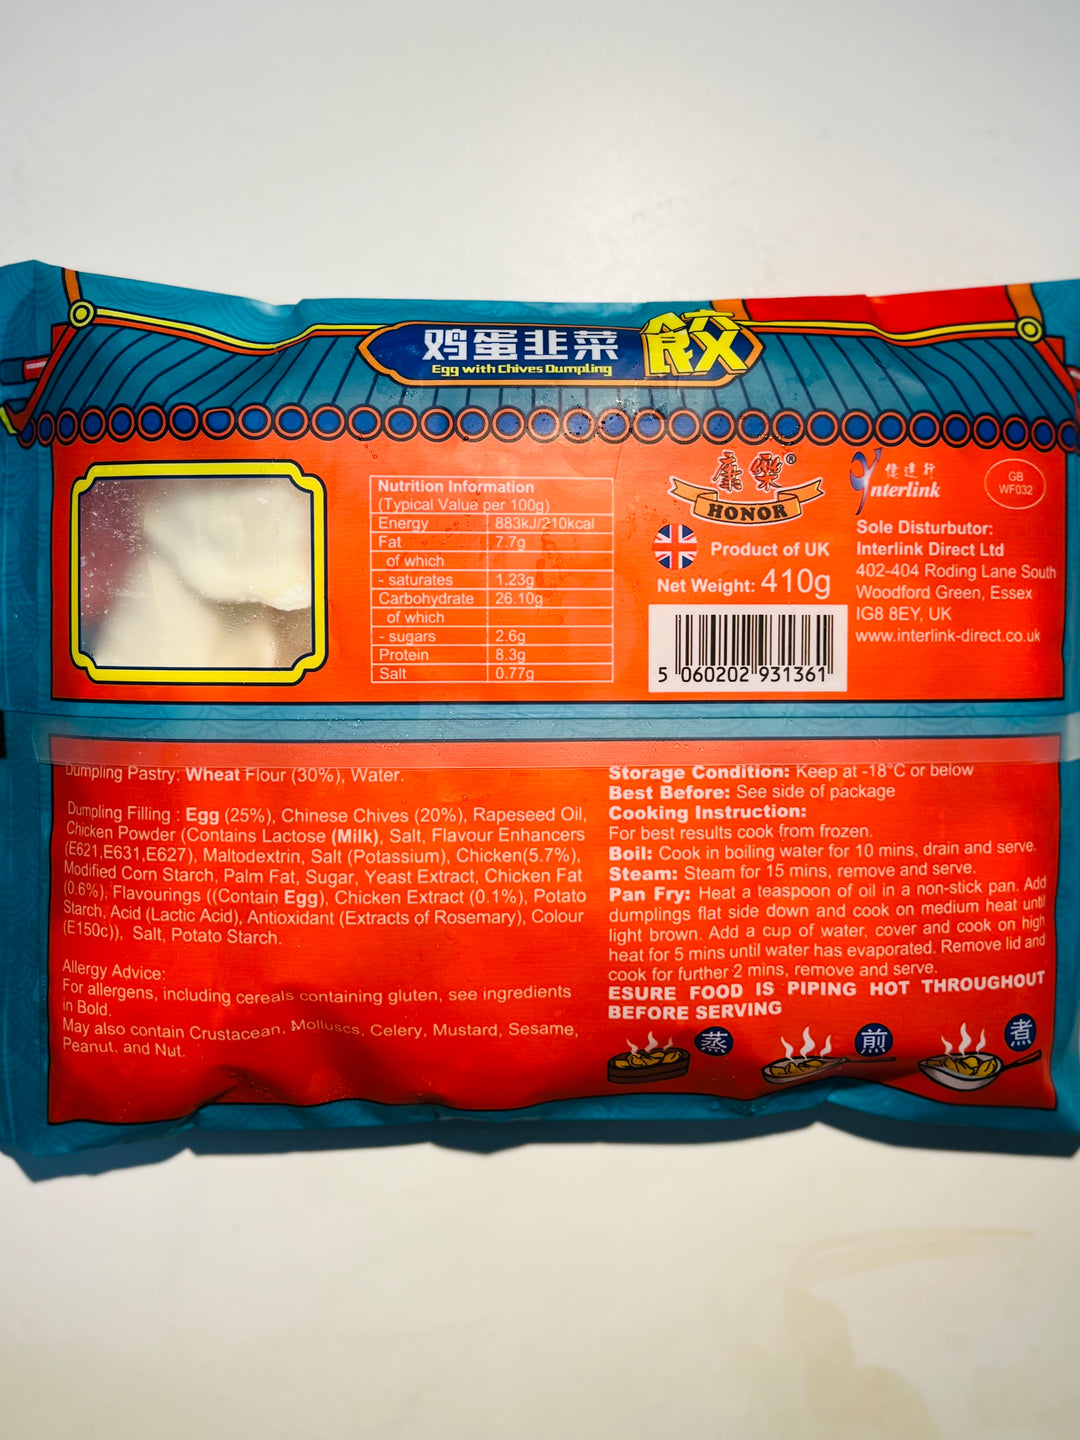 鸡蛋韭菜餃
Egg with Chives Dumpling
Nutrition Information
(Typical Value per 100g)
Energy 883kJ/210kcal
Fat 7.7g
of which
- saturates 1.23g
Carbohydrate 26.10g
of which
- sugars 2.6g
Protein 8.3g
Salt 0.77g
康樂®
HONOR
Product of UK
Net Weight: 410g
5 060202 931361
億達行
Interlink
GB
WF032
Sole Disturbutor:
Interlink Direct Ltd
402-404 Roding Lane South
Woodford Green, Essex
IG8 8EY, UK
www.interlink-direct.co.uk
Dumpling Pastry: Wheat Flour (30%), Water.
Dumpling Filling : Egg (25%), Chinese Chives (20%), Rapeseed Oil,
Chicken Powder (Contains Lactose (Milk), Salt, Flavour Enhancers
(E621,E631,E627), Maltodextrin, Salt (Potassium), Chicken(5.7%),
Modified Corn Starch, Palm Fat, Sugar, Yeast Extract, Chicken Fat
(0.6%), Flavourings ((Contain Egg), Chicken Extract (0.1%), Potato
Starch, Acid (Lactic Acid), Antioxidant (Extracts of Rosemary), Colour
(E150c)), Salt, Potato Starch.
Allergy Advice:
For allergens, including cereals containing gluten, see ingredients
in Bold.
May also contain Crustacean, Molluscs, Celery, Mustard, Sesame,
Peanut, and Nut.
Storage Condition: Keep at -18°C or below
Best Before: See side of package
Cooking Instruction:
For best results cook from frozen.
Boil: Cook in boiling water for 10 mins, drain and serve.
Steam: Steam for 15 mins, remove and serve.
Pan Fry: Heat a teaspoon of oil in a non-stick pan. Add
dumplings flat side down and cook on medium heat until
light brown. Add a cup of water, cover and cook on high
heat for 5 mins until water has evaporated. Remove lid and
cook for further 2 mins, remove and serve.
ESURE FOOD IS PIPING HOT THROUGHOUT
BEFORE SERVING
蒸 煎 煮